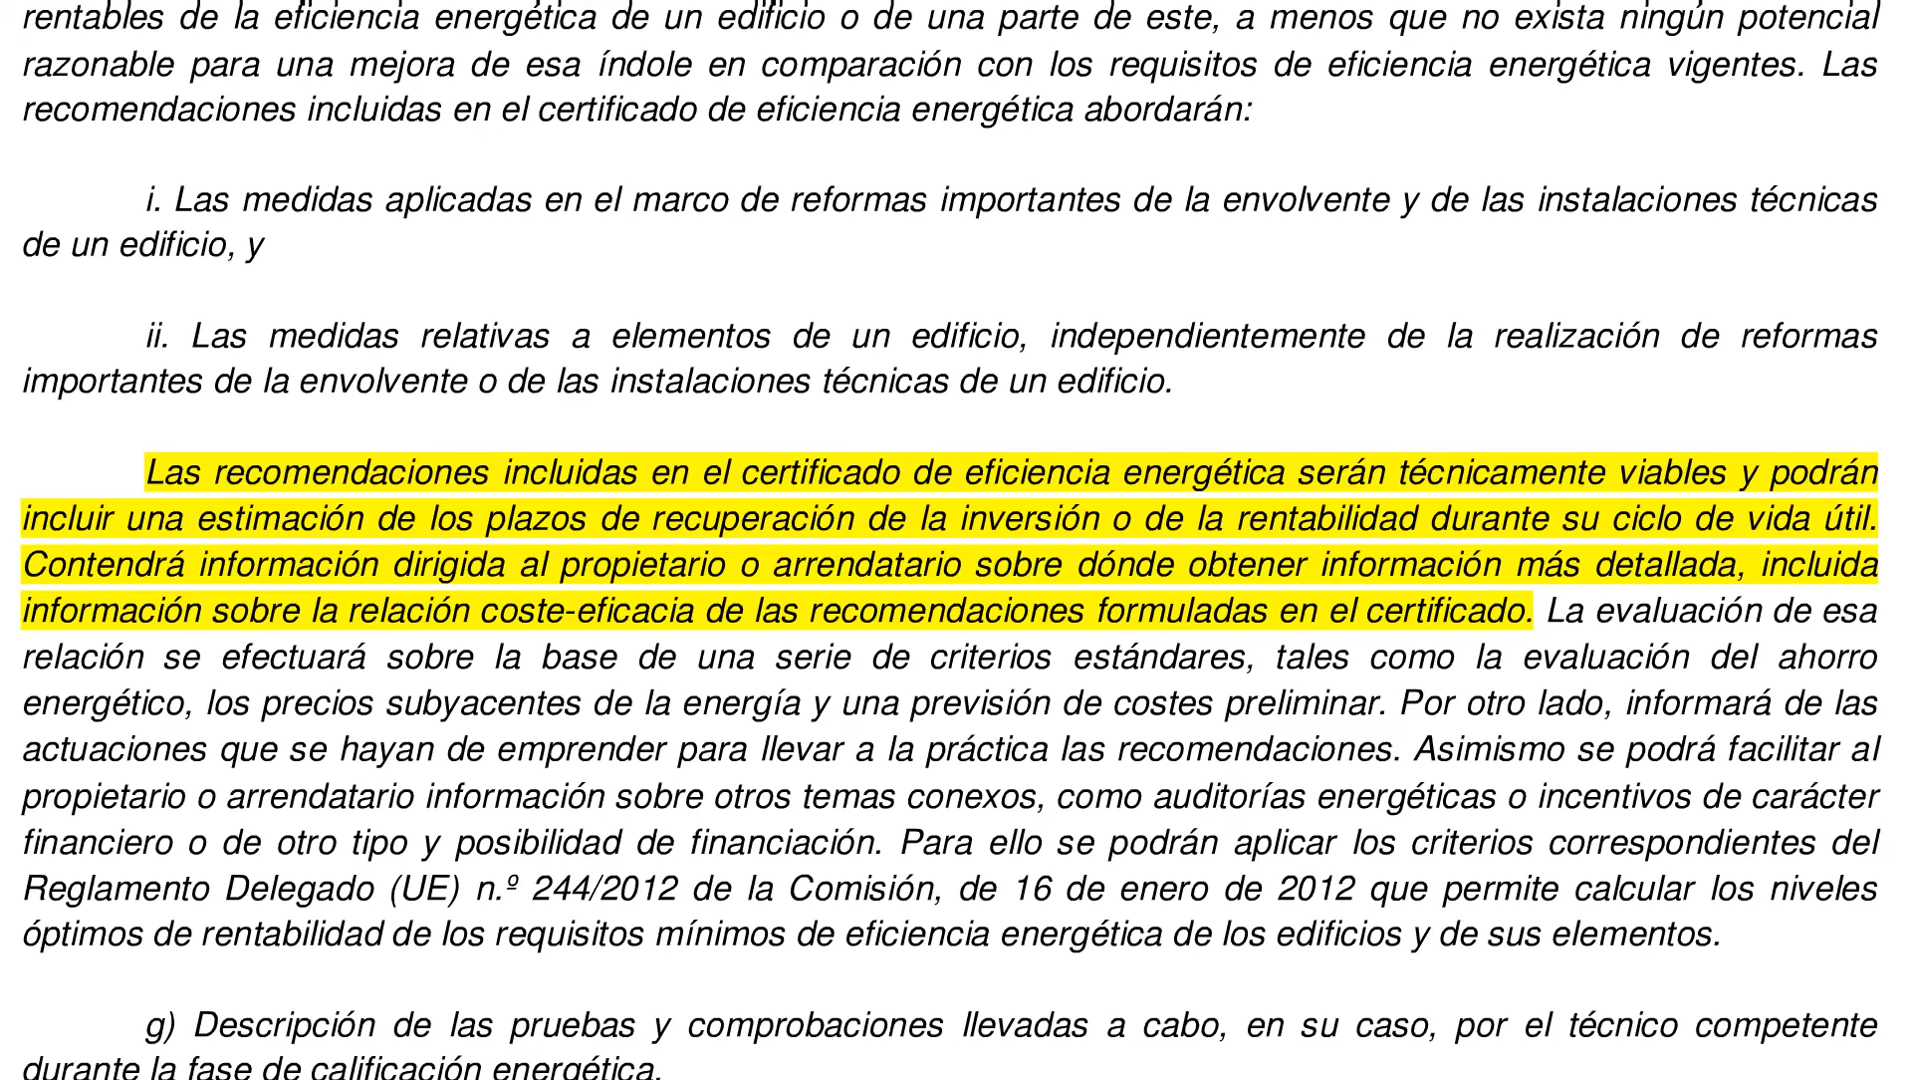 rentables de la eficiencia energética de un edificio o de una parte de este, a menos que no exista ningún potencial
razonable para una mejora de esa índole en comparación con los requisitos de eficiencia energética vigentes. Las
recomendaciones incluidas en el certificado de eficiencia energética abordarán:
i. Las medidas aplicadas en el marco de reformas importantes de la envolvente y de las instalaciones técnicas
de un edificio, y
ii. Las medidas relativas a elementos de un edificio, independientemente de la realización de reformas
importantes de la envolvente o de las instalaciones técnicas de un edificio.
Las recomendaciones incluidas en el certificado de eficiencia energética serán técnicamente viables y podrán
incluir una estimación de los plazos de recuperación de la inversión o de la rentabilidad durante su ciclo de vida útil.
Contendrá información dirigida al propietario o arrendatario sobre dónde obtener información más detallada, incluida
información sobre la relación coste-eficacia de las recomendaciones formuladas en el certificado. La evaluación de esa
relación se efectuará sobre la base de una serie de criterios estándares, tales como la evaluación del ahorro
energético, los precios subyacentes de la energía y una previsión de costes preliminar. Por otro lado, informará de las
actuaciones que se hayan de emprender para llevar a la práctica las recomendaciones. Asimismo se podrá facilitar al
propietario o arrendatario información sobre otros temas conexos, como auditorías energéticas o incentivos de carácter
financiero o de otro tipo y posibilidad de financiación. Para ello se podrán aplicar los criterios correspondientes del
Reglamento Delegado (UE) n.º 244/2012 de la Comisión, de 16 de enero de 2012 que permite calcular los niveles
óptimos de rentabilidad de los requisitos mínimos de eficiencia energética de los edificios y de sus elementos.
g) Descripción de las pruebas y comprobaciones llevadas a cabo, en su caso, por el técnico competente
durante la fase de calificación energética.